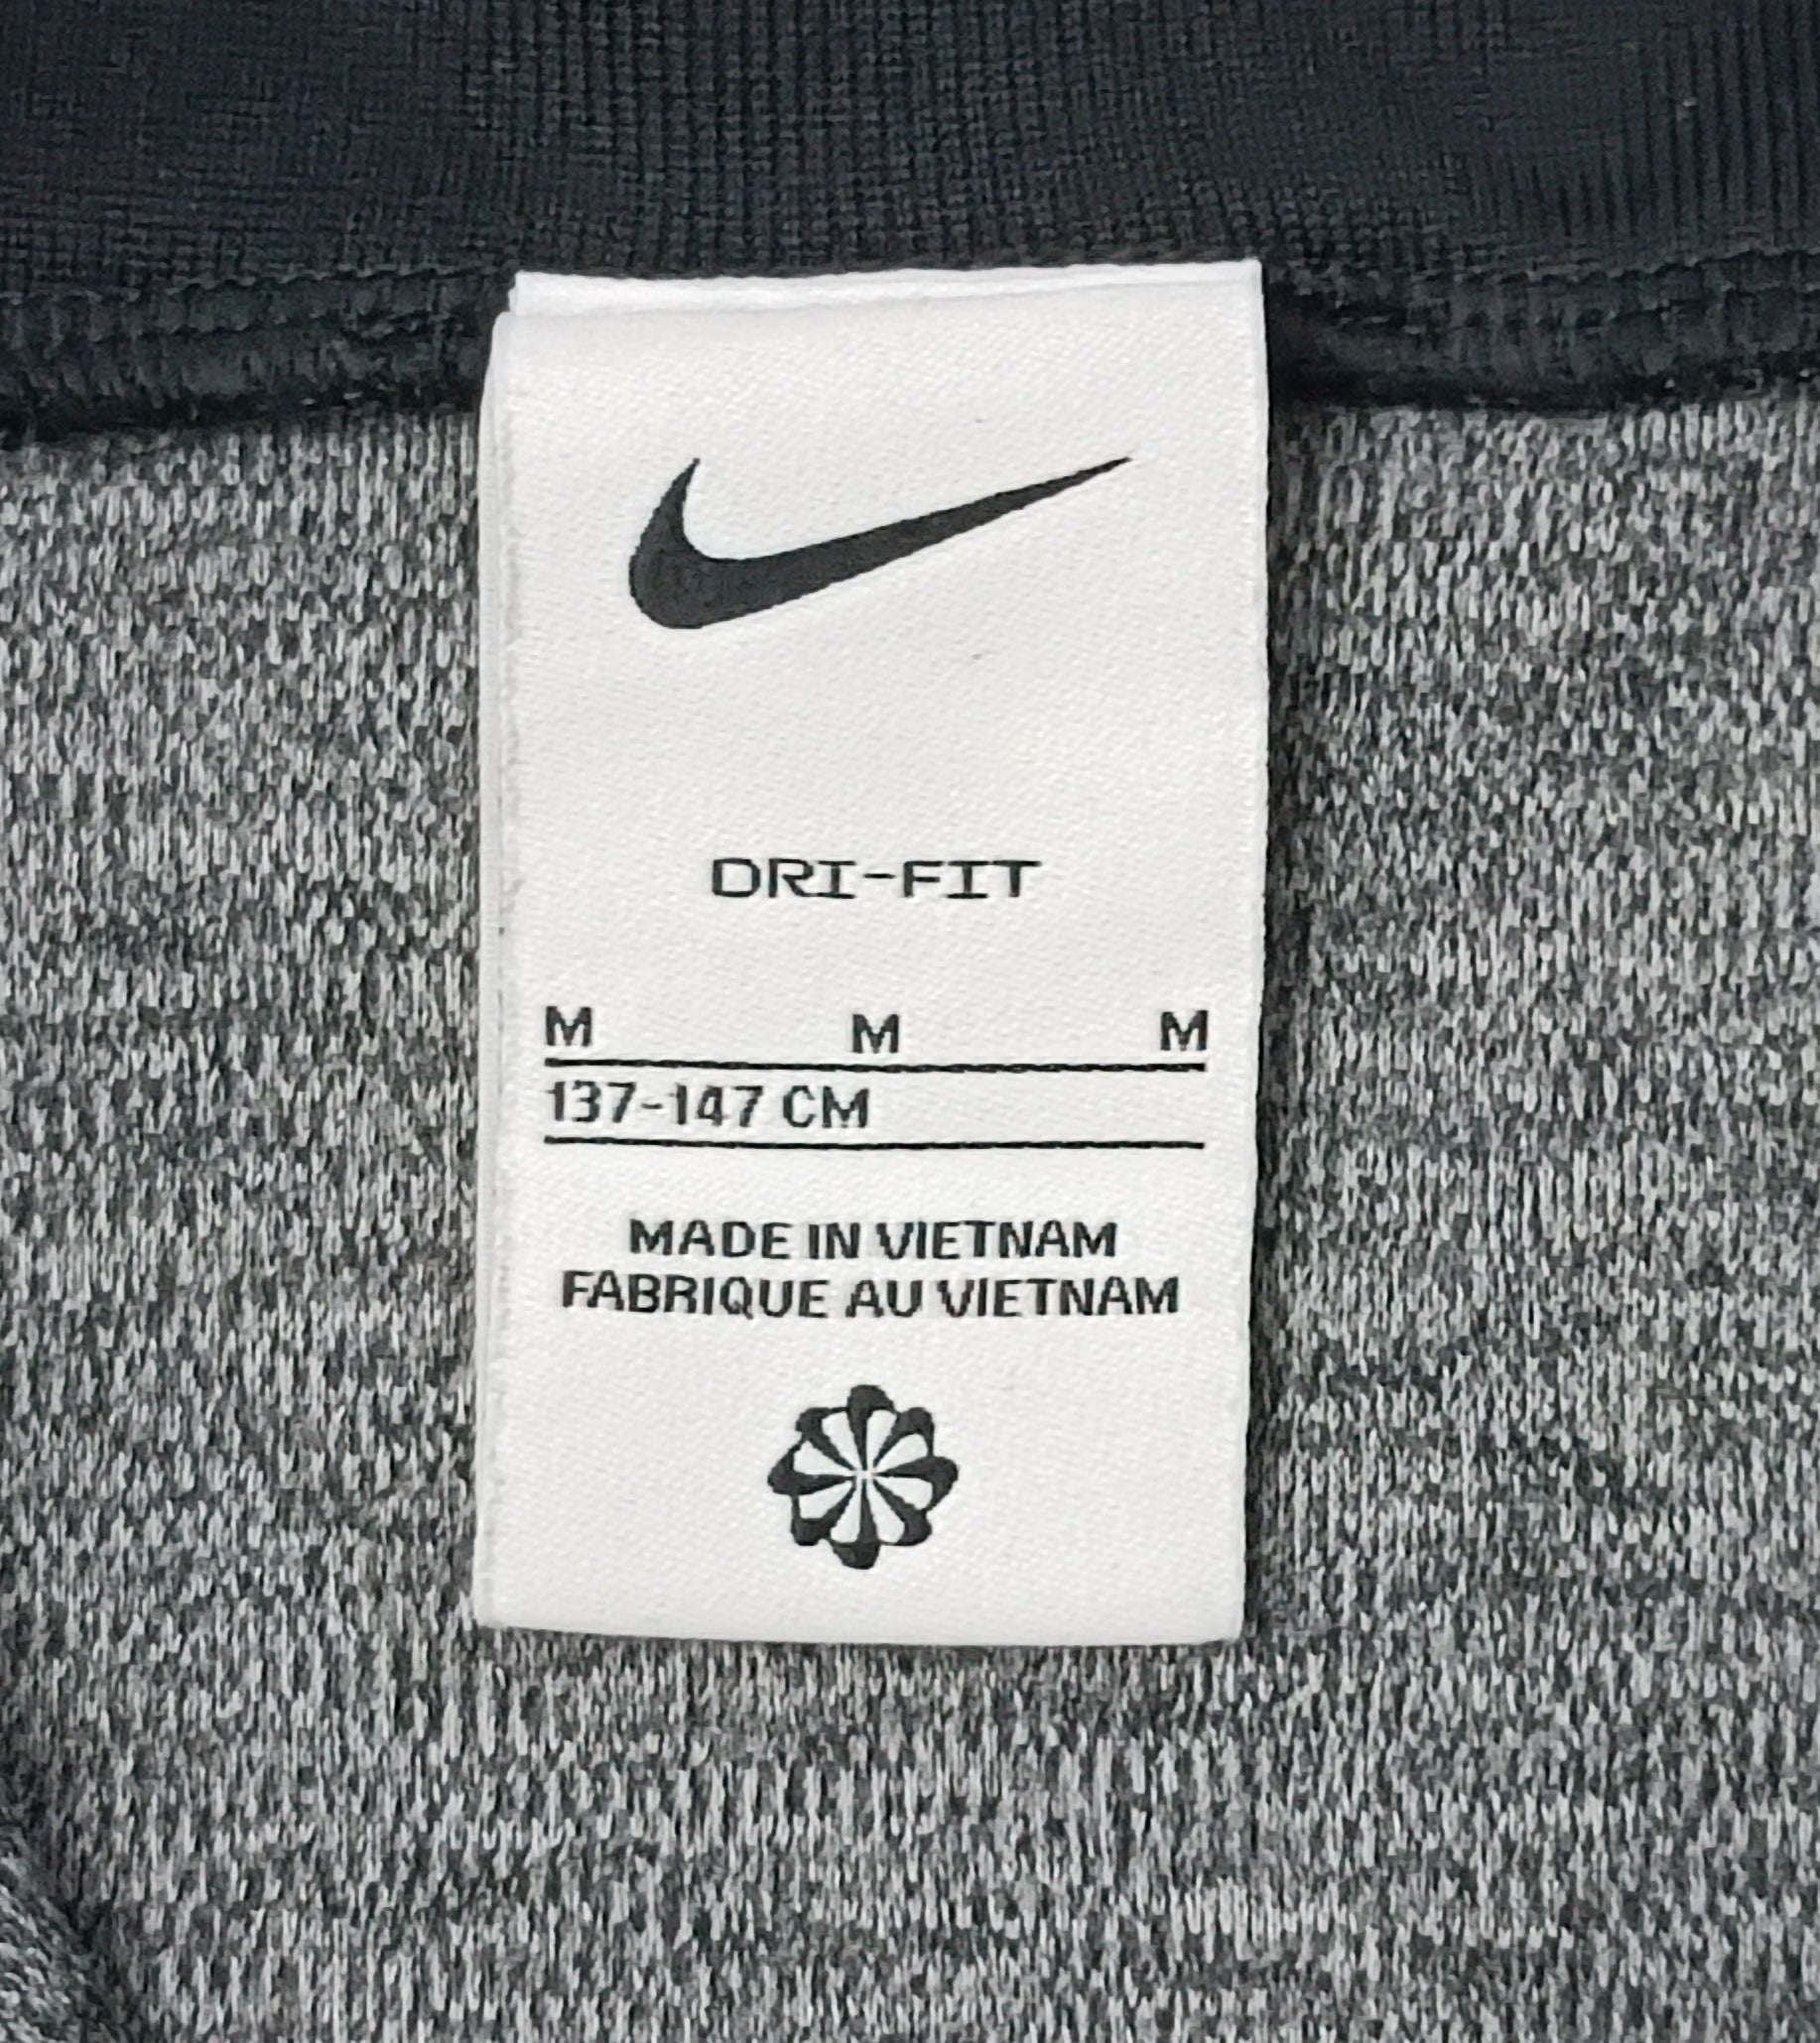 DRI-FIT
M M M
137-147 CM
MADE IN VIETNAM
FABRIQUE AU VIETNAM